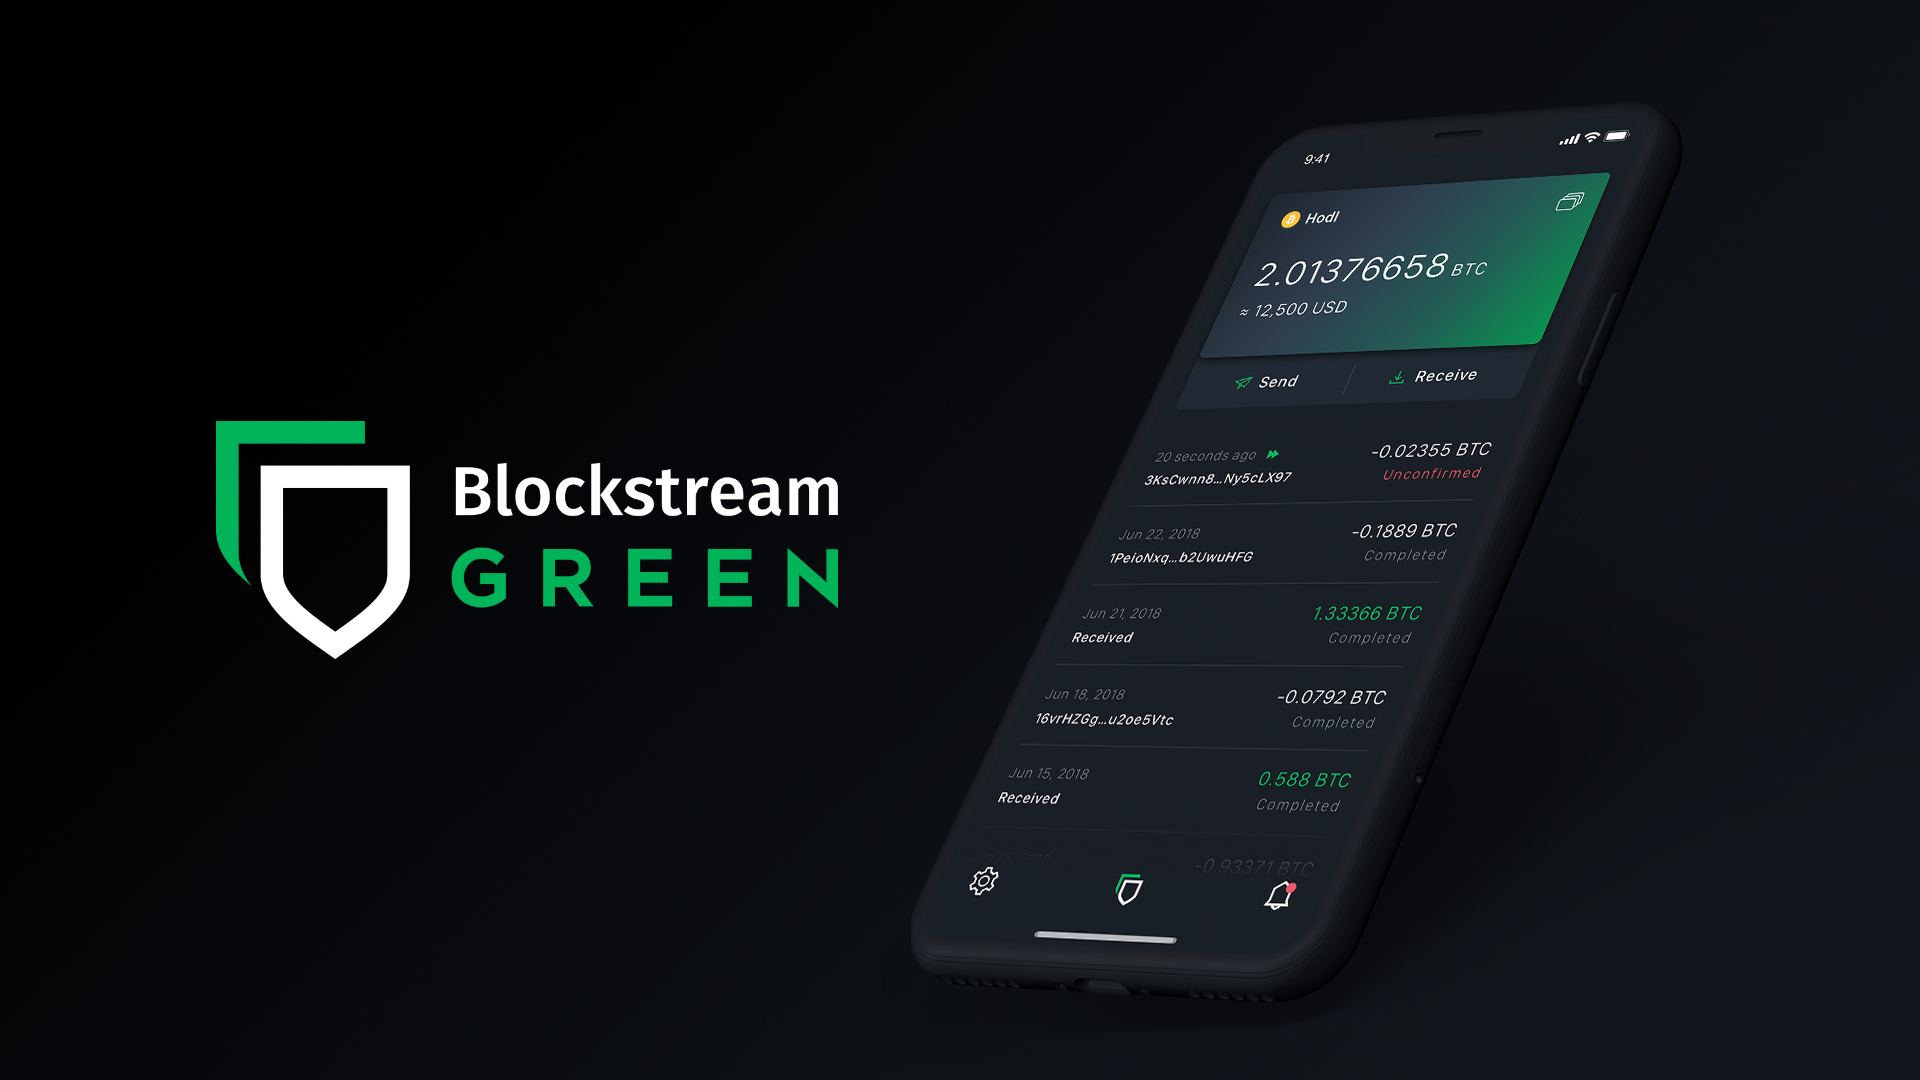 Blockstream
GREEN
9:41
Hodl
2.01376658 BTC
≈ 12,500 USD
Send
Receive
20 seconds ago
-0.02355 BTC
3KsCwnn8...Ny5cLX97
Unconfirmed
Jun 22, 2018
-0.1889 BTC
1PeioNxq...b2UwuHFG
Completed
Jun 21, 2018
1.33366 BTC
Received
Completed
Jun 18, 2018
-0.0792 BTC
16vrHZGg...u2oe5Vtc
Completed
Jun 15, 2018
0.588 BTC
Received
Completed
Jun 15, 2018
-0.93371 BTC